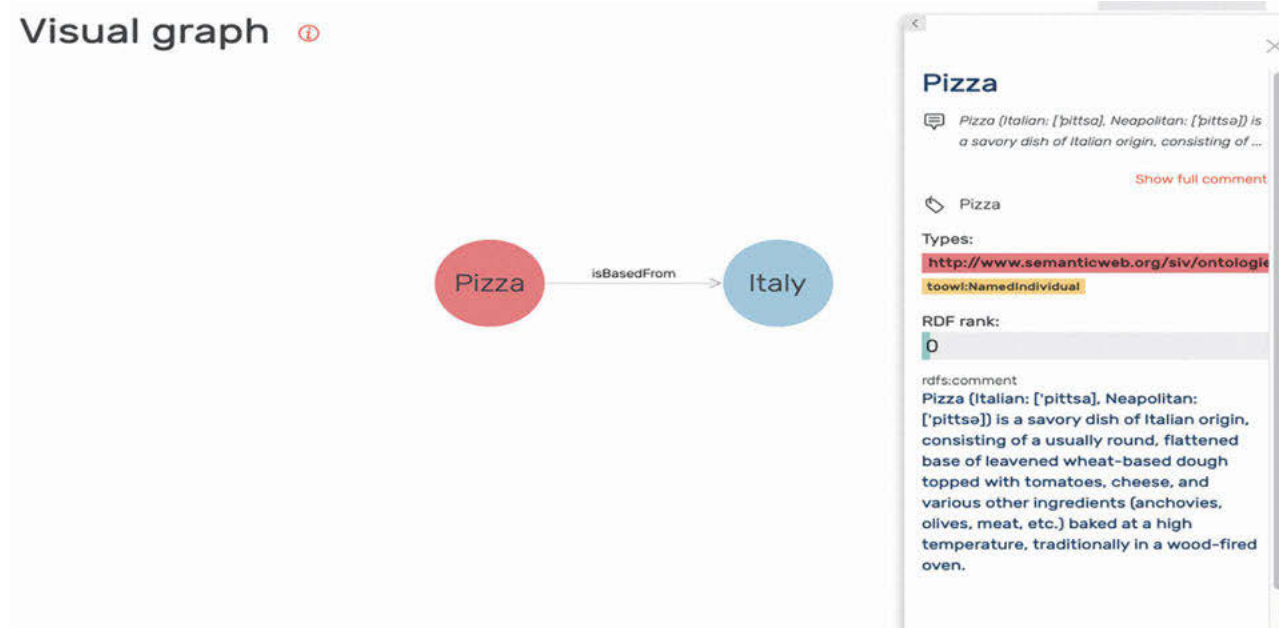 Visual graph
Pizza
isBasedFrom
Italy
Pizza
Pizza (Italian: ['pittsa], Neapolitan: ['pittsə]) is
a savory dish of Italian origin, consisting of ...
Show full comment
Pizza
Types:
http://www.semanticweb.org/siv/ontologie
toowl:NamedIndividual
RDF rank:
0
rdfs:comment
Pizza (Italian: ['pittsa], Neapolitan:
['pittsə]) is a savory dish of Italian origin,
consisting of a usually round, flattened
base of leavened wheat-based dough
topped with tomatoes, cheese, and
various other ingredients (anchovies,
olives, meat, etc.) baked at a high
temperature, traditionally in a wood-fired
oven.